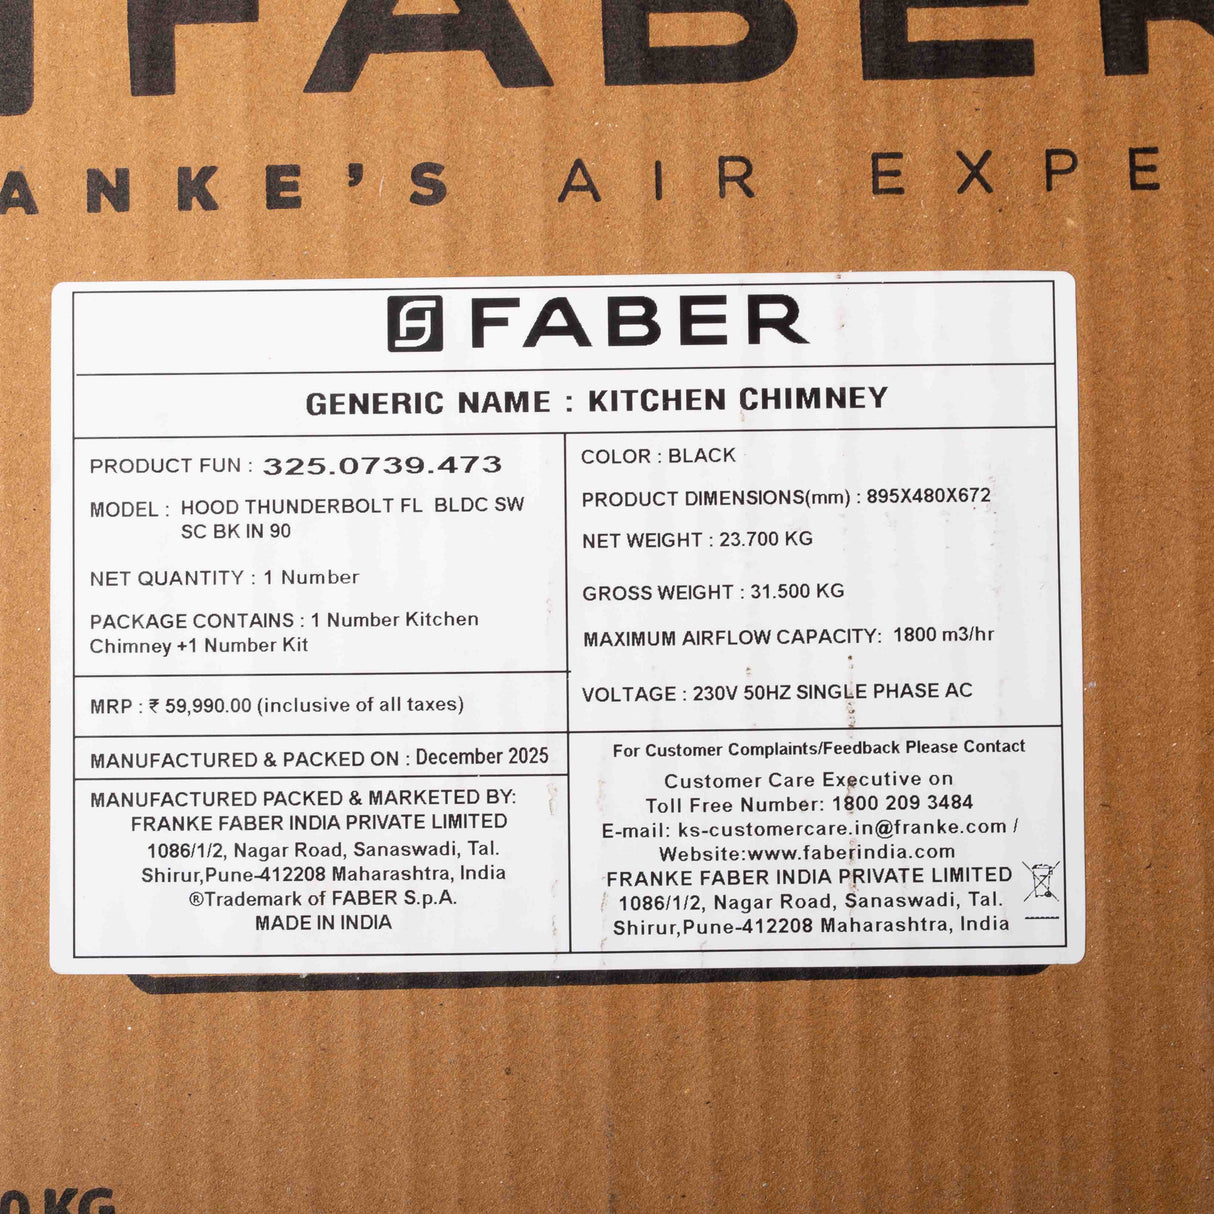 FABER
ANKE'S AIR EXPE
FABER
GENERIC NAME : KITCHEN CHIMNEY
PRODUCT FUN : 325.0739.473
MODEL : HOOD THUNDERBOLT FL BLDC SW
SC BK IN 90
NET QUANTITY : 1 Number
PACKAGE CONTAINS : 1 Number Kitchen
Chimney +1 Number Kit
MRP : ₹ 59,990.00 (inclusive of all taxes)
MANUFACTURED & PACKED ON : December 2025
MANUFACTURED PACKED & MARKETED BY:
FRANKE FABER INDIA PRIVATE LIMITED
1086/1/2, Nagar Road, Sanaswadi, Tal.
Shirur,Pune-412208 Maharashtra, India
®Trademark of FABER S.p.A.
MADE IN INDIA
COLOR : BLACK
PRODUCT DIMENSIONS(mm) : 895X480X672
NET WEIGHT : 23.700 KG
GROSS WEIGHT : 31.500 KG
MAXIMUM AIRFLOW CAPACITY: 1800 m3/hr
VOLTAGE : 230V 50HZ SINGLE PHASE AC
For Customer Complaints/Feedback Please Contact
Customer Care Executive on
Toll Free Number: 1800 209 3484
E-mail: ks-customercare.in@franke.com /
Website:www.faberindia.com
FRANKE FABER INDIA PRIVATE LIMITED
1086/1/2, Nagar Road, Sanaswadi, Tal.
Shirur,Pune-412208 Maharashtra, India
0 KG